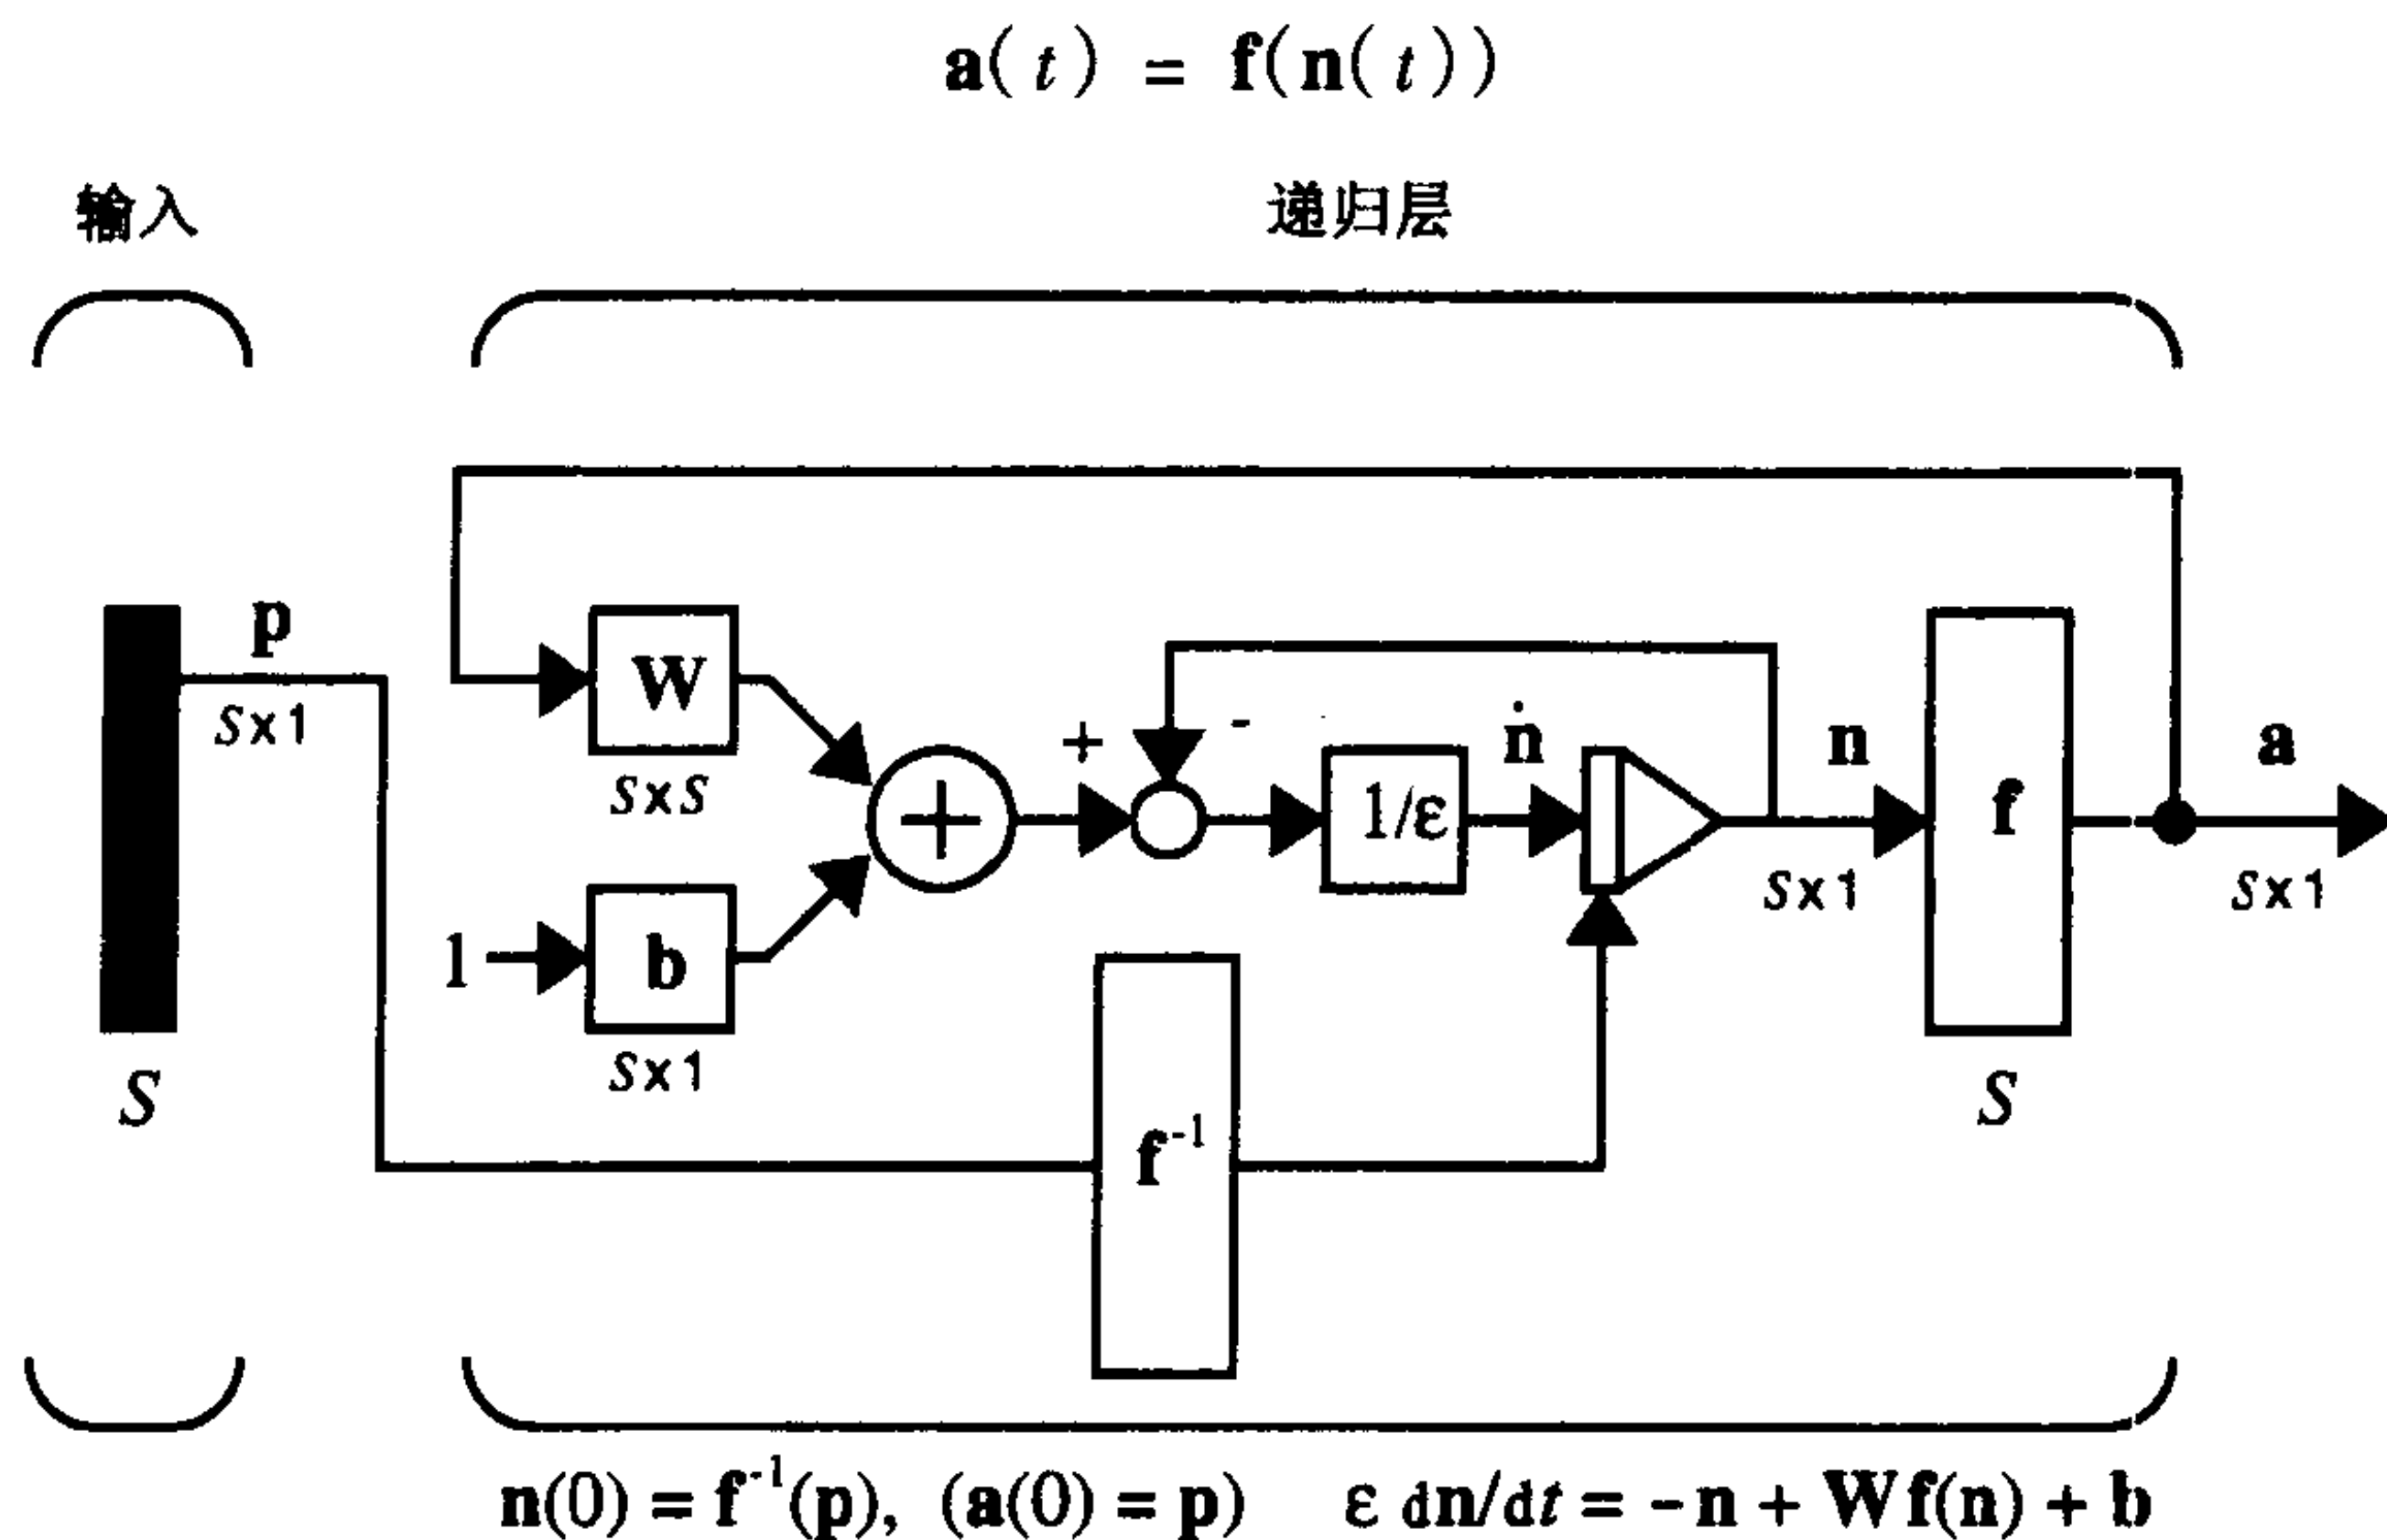 a(t) = f(n(t))
输入
递归层
p
S×1
W
S×S
+
-
ṅ
n
a
+
1/ε
f
S×1
S×1
1
b
S×1
S
S
f⁻¹
n(0) = f⁻¹(p), (a(0) = p) ε dn/dt = -n + Wf(n) + b